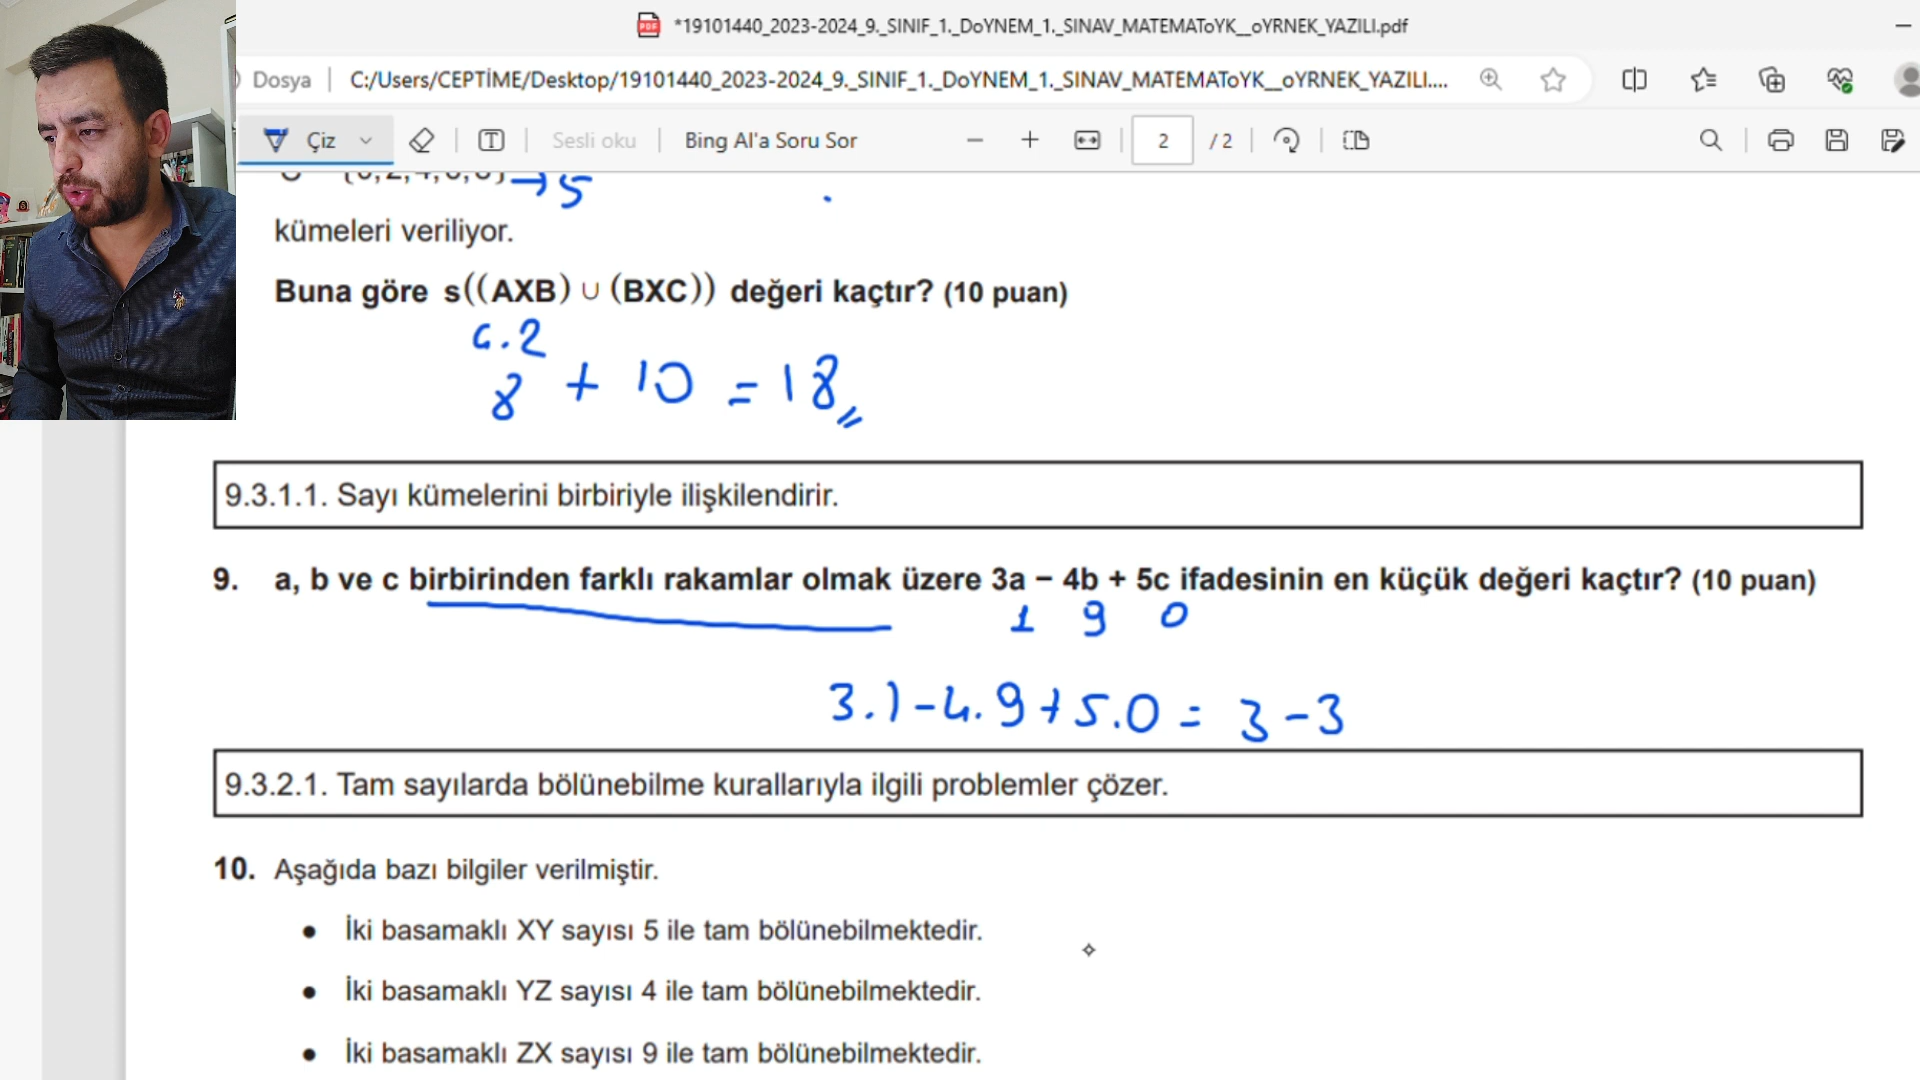 *19101440_2023-2024_9._SINIF_1._DoYNEM_1._SINAV_MATEMAToYK__oYRNEK_YAZILI.pdf
Dosya C:/Users/CEPTİME/Desktop/19101440_2023-2024_9._SINIF_1._DoYNEM_1._SINAV_MATEMAToYK__oYRNEK_YAZILI....
Çiz Sesli oku Bing AI'a Soru Sor 2 /2
→5
kümeleri veriliyor.
Buna göre s((AXB) ∪ (BXC)) değeri kaçtır? (10 puan)
4.2
8 + 10 = 18
9.3.1.1. Sayı kümelerini birbiriyle ilişkilendirir.
9. a, b ve c birbirinden farklı rakamlar olmak üzere 3a − 4b + 5c ifadesinin en küçük değeri kaçtır? (10 puan)
1 9 0
3.1-4.9+5.0 = 3-3
9.3.2.1. Tam sayılarda bölünebilme kurallarıyla ilgili problemler çözer.
10. Aşağıda bazı bilgiler verilmiştir.
● İki basamaklı XY sayısı 5 ile tam bölünebilmektedir.
● İki basamaklı YZ sayısı 4 ile tam bölünebilmektedir.
● İki basamaklı ZX sayısı 9 ile tam bölünebilmektedir.